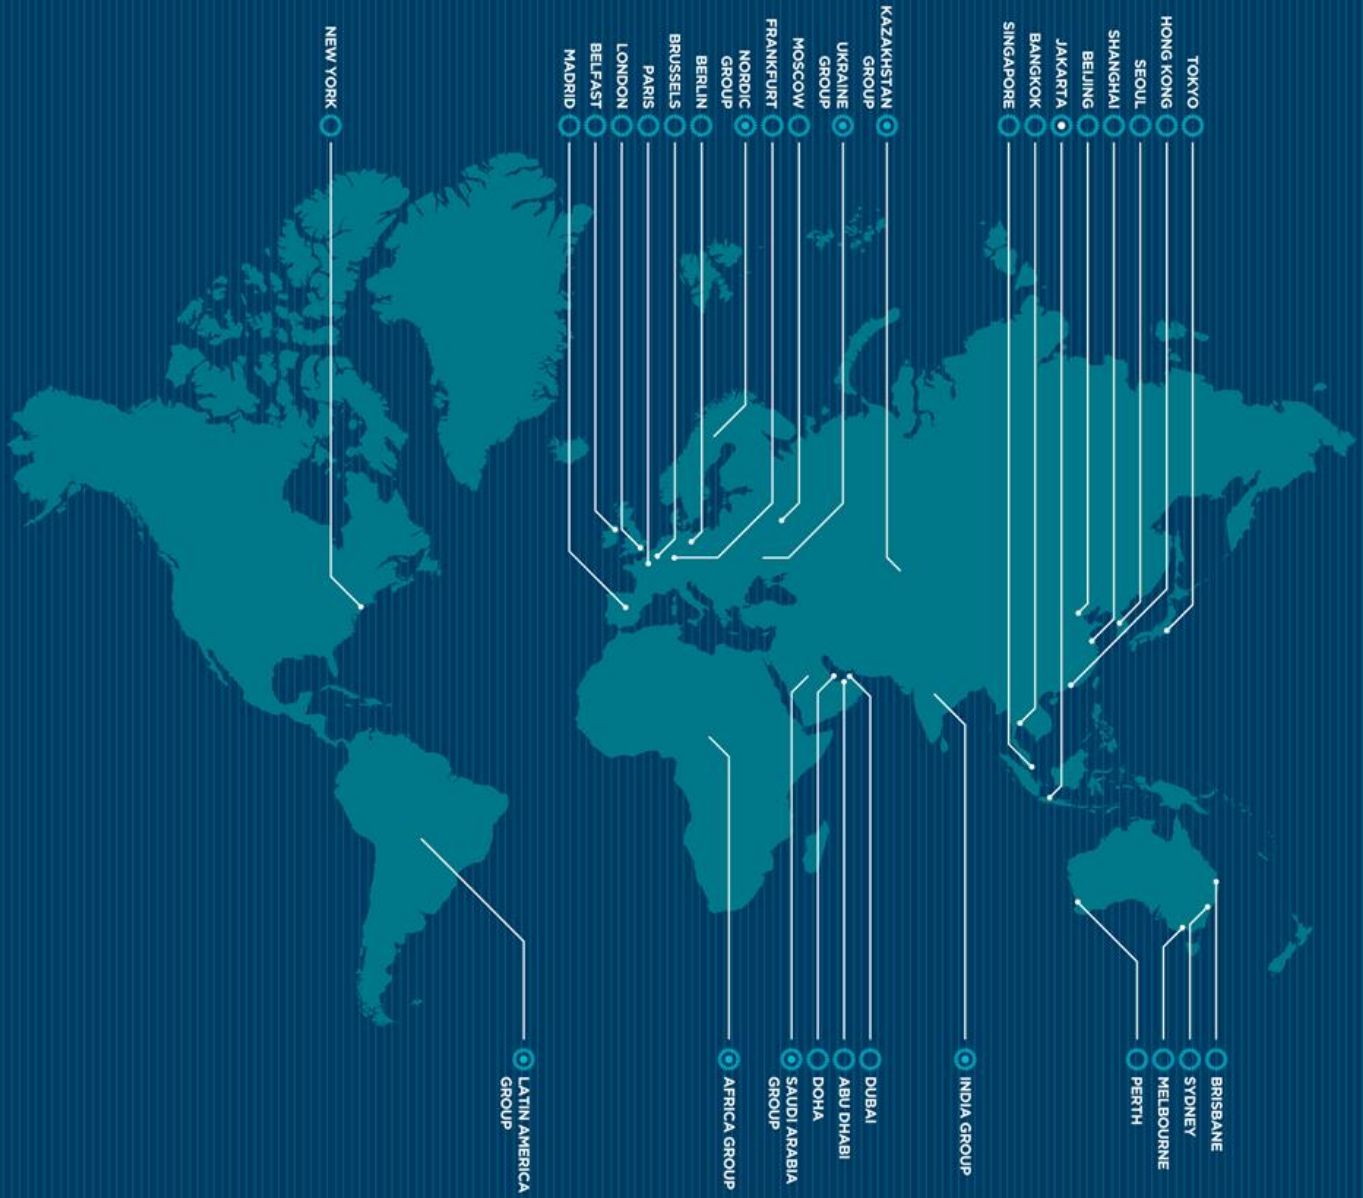 NEW YORK
MADRID
BELFAST
LONDON
PARIS
BRUSSELS
BERLIN
NORDIC
GROUP
FRANKFURT
MOSCOW
UKRAINE
GROUP
KAZAKHSTAN
GROUP
SINGAPORE
BANGKOK
JAKARTA
BEIJING
SHANGHAI
SEOUL
HONG KONG
TOKYO
LATIN AMERICA
GROUP
AFRICA GROUP
SAUDI ARABIA
GROUP
DOHA
ABU DHABI
DUBAI
INDIA GROUP
PERTH
MELBOURNE
SYDNEY
BRISBANE